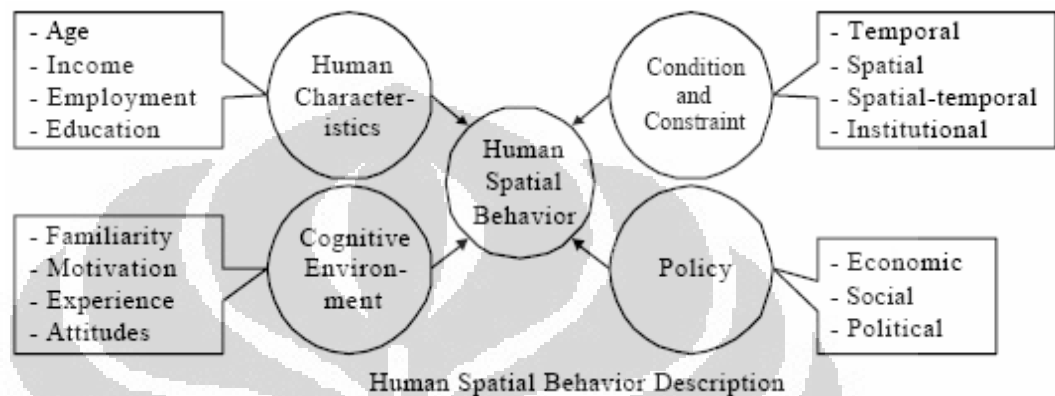 - Age
- Income
- Employment
- Education
Human
Character-
istics
Condition
and
Constraint
- Temporal
- Spatial
- Spatial-temporal
- Institutional
Human
Spatial
Behavior
- Familiarity
- Motivation
- Experience
- Attitudes
Cognitive
Environ-
ment
Policy
- Economic
- Social
- Political
Human Spatial Behavior Description